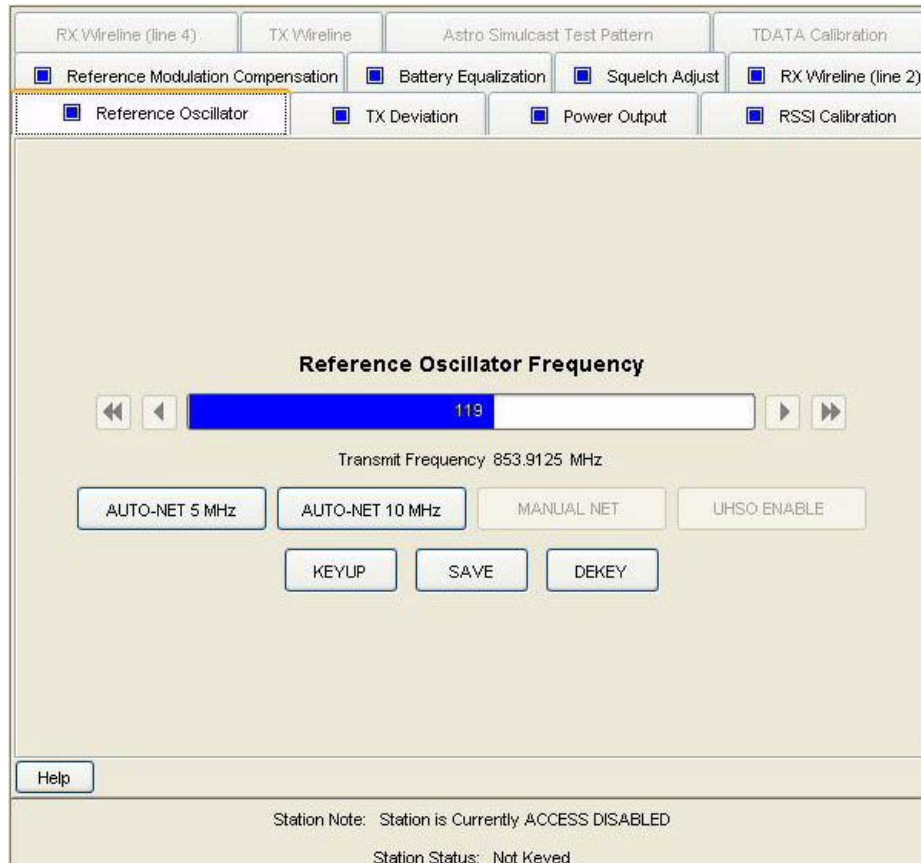 RX Wireline (line 4) TX Wireline Astro Simulcast Test Pattern TDATA Calibration
Reference Modulation Compensation Battery Equalization Squelch Adjust RX Wireline (line 2)
Reference Oscillator TX Deviation Power Output RSSI Calibration
Reference Oscillator Frequency
119
Transmit Frequency 853.9125 MHz
AUTO-NET 5 MHz AUTO-NET 10 MHz MANUAL NET UHSO ENABLE
KEYUP SAVE DEKEY
Help
Station Note: Station is Currently ACCESS DISABLED
Station Status: Not Keyed